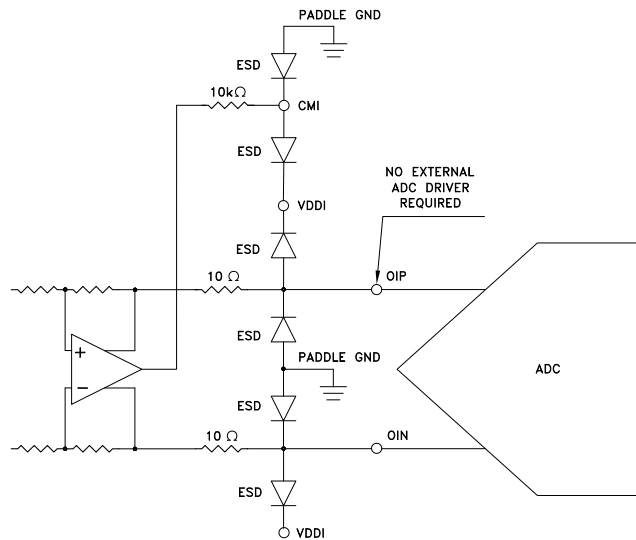 PADDLE GND
ESD
10kΩ
CMI
ESD
NO EXTERNAL
ADC DRIVER
REQUIRED
VDDI
ESD
10 Ω
OIP
ESD
+
PADDLE GND
ADC
−
ESD
10 Ω
OIN
ESD
VDDI